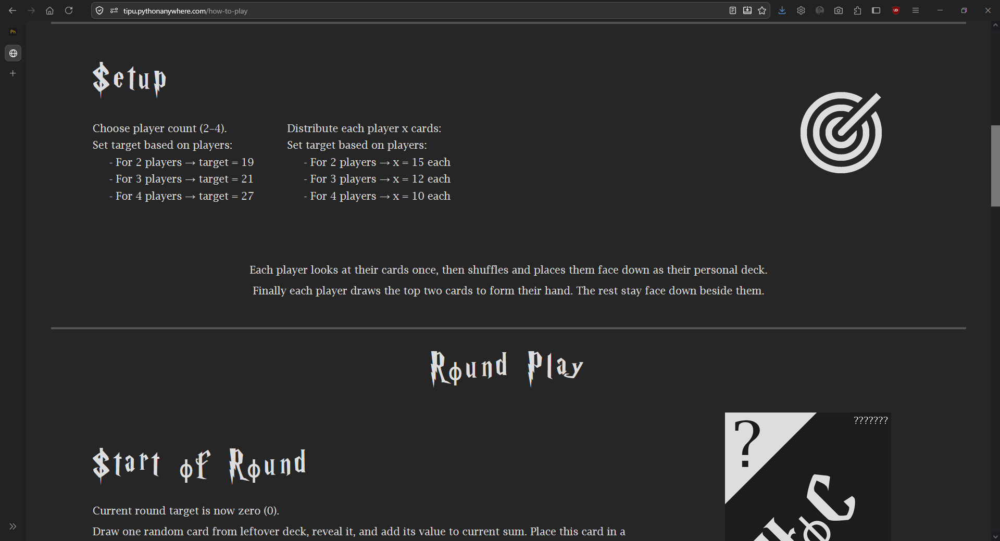 tipu.pythonanywhere.com/how-to-play
Ph
Setup
Choose player count (2–4).
Set target based on players:
- For 2 players → target = 19
- For 3 players → target = 21
- For 4 players → target = 27
Distribute each player x cards:
Set target based on players:
- For 2 players → x = 15 each
- For 3 players → x = 12 each
- For 4 players → x = 10 each
Each player looks at their cards once, then shuffles and places them face down as their personal deck.
Finally each player draws the top two cards to form their hand. The rest stay face down beside them.
Rϕund Play
Start ϕf Rϕund
?
???????
Current round target is now zero (0).
Draw one random card from leftover deck, reveal it, and add its value to current sum. Place this card in a